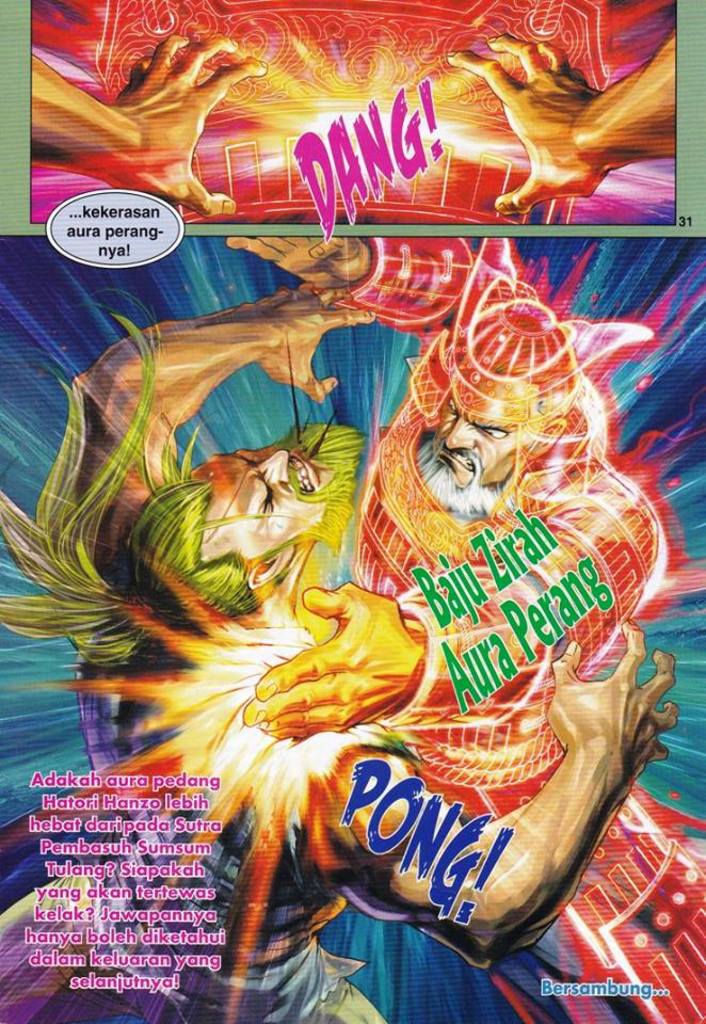 DANG!
...kekerasan
aura perang-
nya!
31
Baju Zirah
Aura Perang
PONG!
Adakah aura pedang
Hatori Hanzo lebih
hebat daripada Sutra
Pembasuh Sumsum
Tulang? Siapakah
yang akan tertewas
kelak? Jawapannya
hanya boleh diketahui
dalam keluaran yang
selanjutnya!
Bersambung...